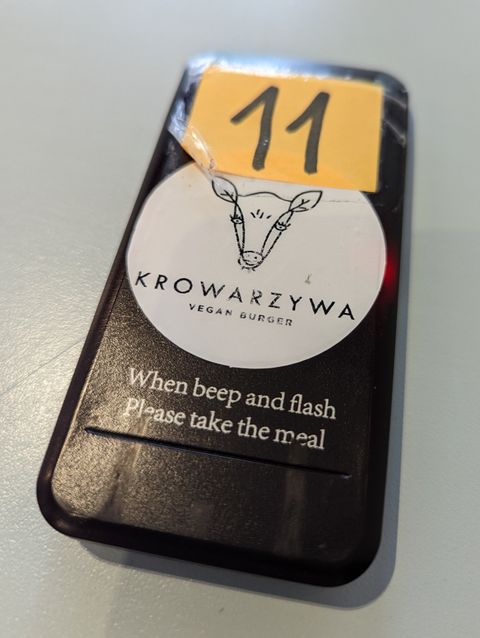 11
KROWARZYWA
VEGAN BURGER
When beep and flash
Please take the meal